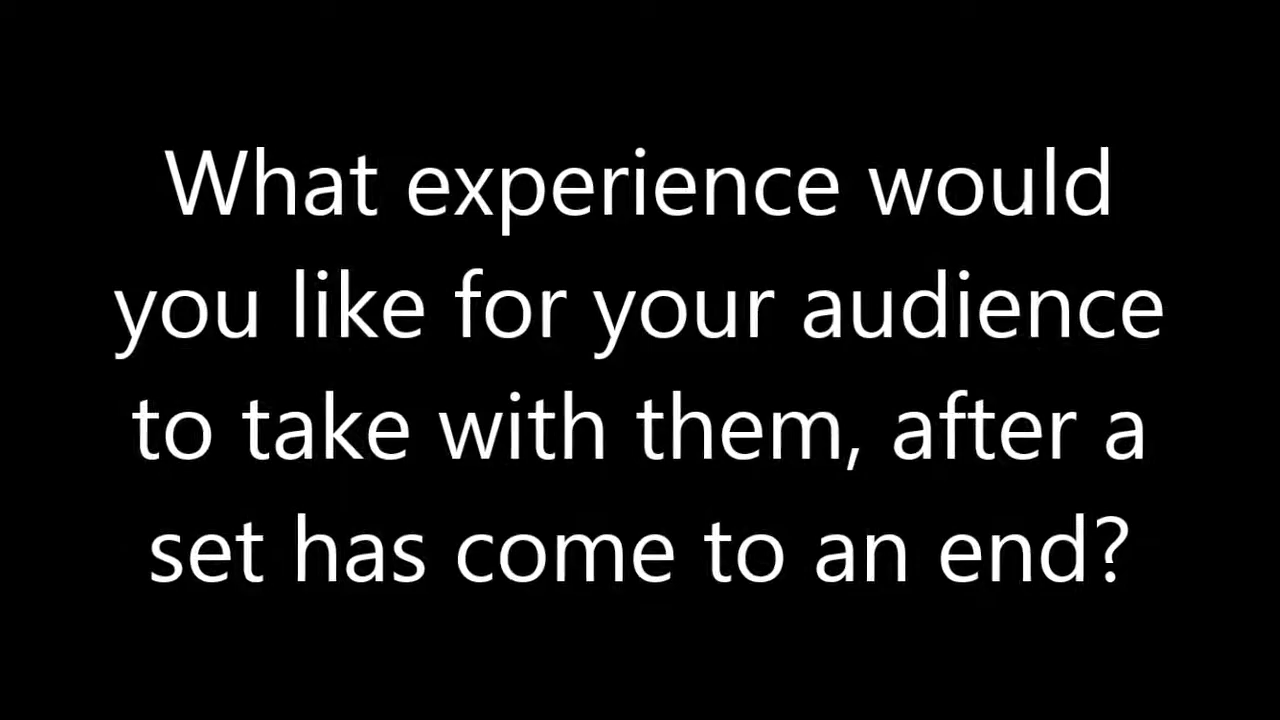 What experience would
you like for your audience
to take with them, after a
set has come to an end?